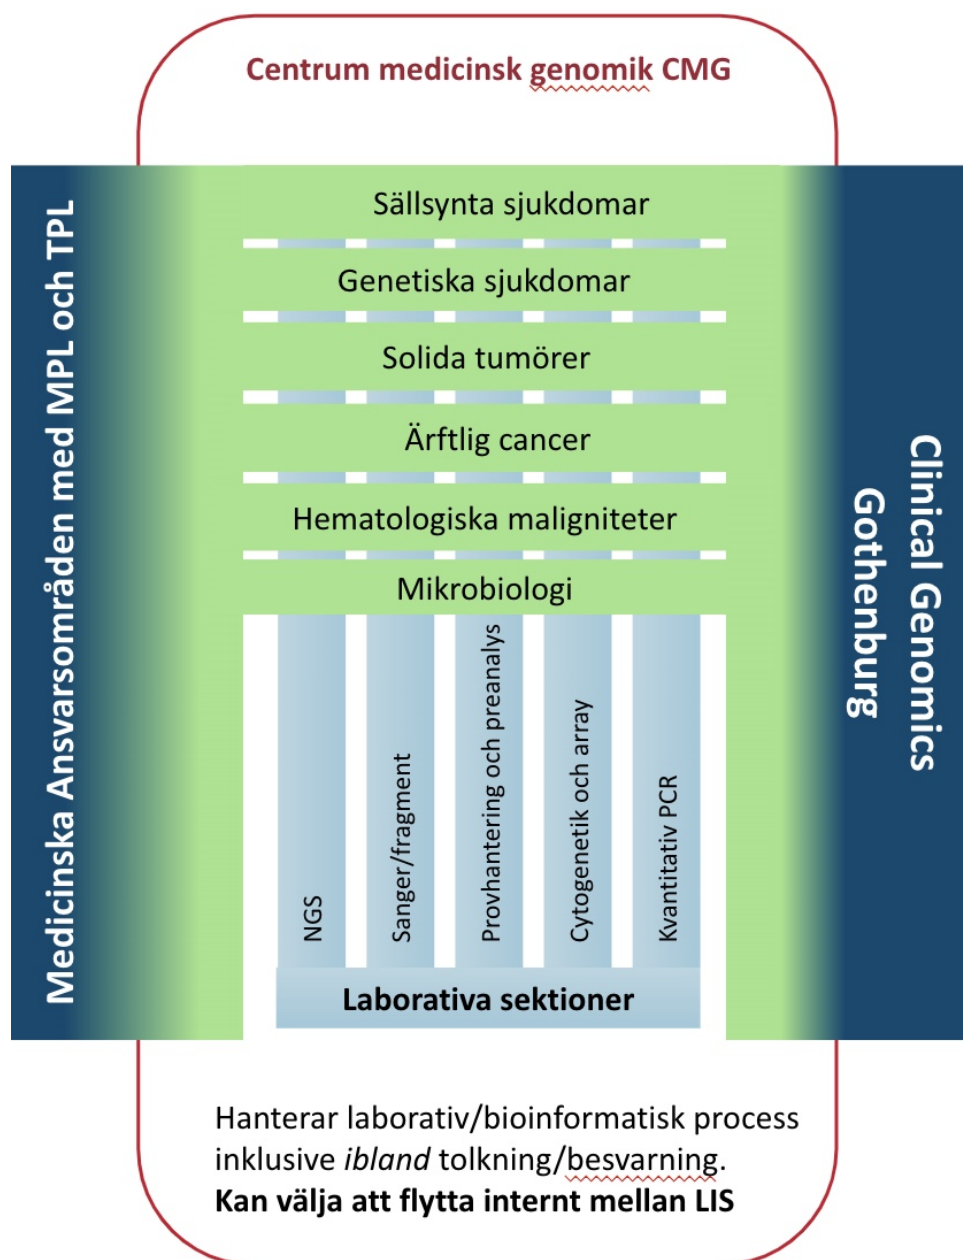 Centrum medicinsk genomik CMG
Medicinska Ansvarsområden med MPL och TPL
Sällsynta sjukdomar
Genetiska sjukdomar
Solida tumörer
Ärftlig cancer
Hematologiska maligniteter
Mikrobiologi
NGS
Sanger/fragment
Provhantering och preanalys
Cytogenetik och array
Kvantitativ PCR
Laborativa sektioner
Clinical Genomics
Gothenburg
Hanterar laborativ/bioinformatisk process
inklusive ibland tolkning/besvarning.
Kan välja att flytta internt mellan LIS